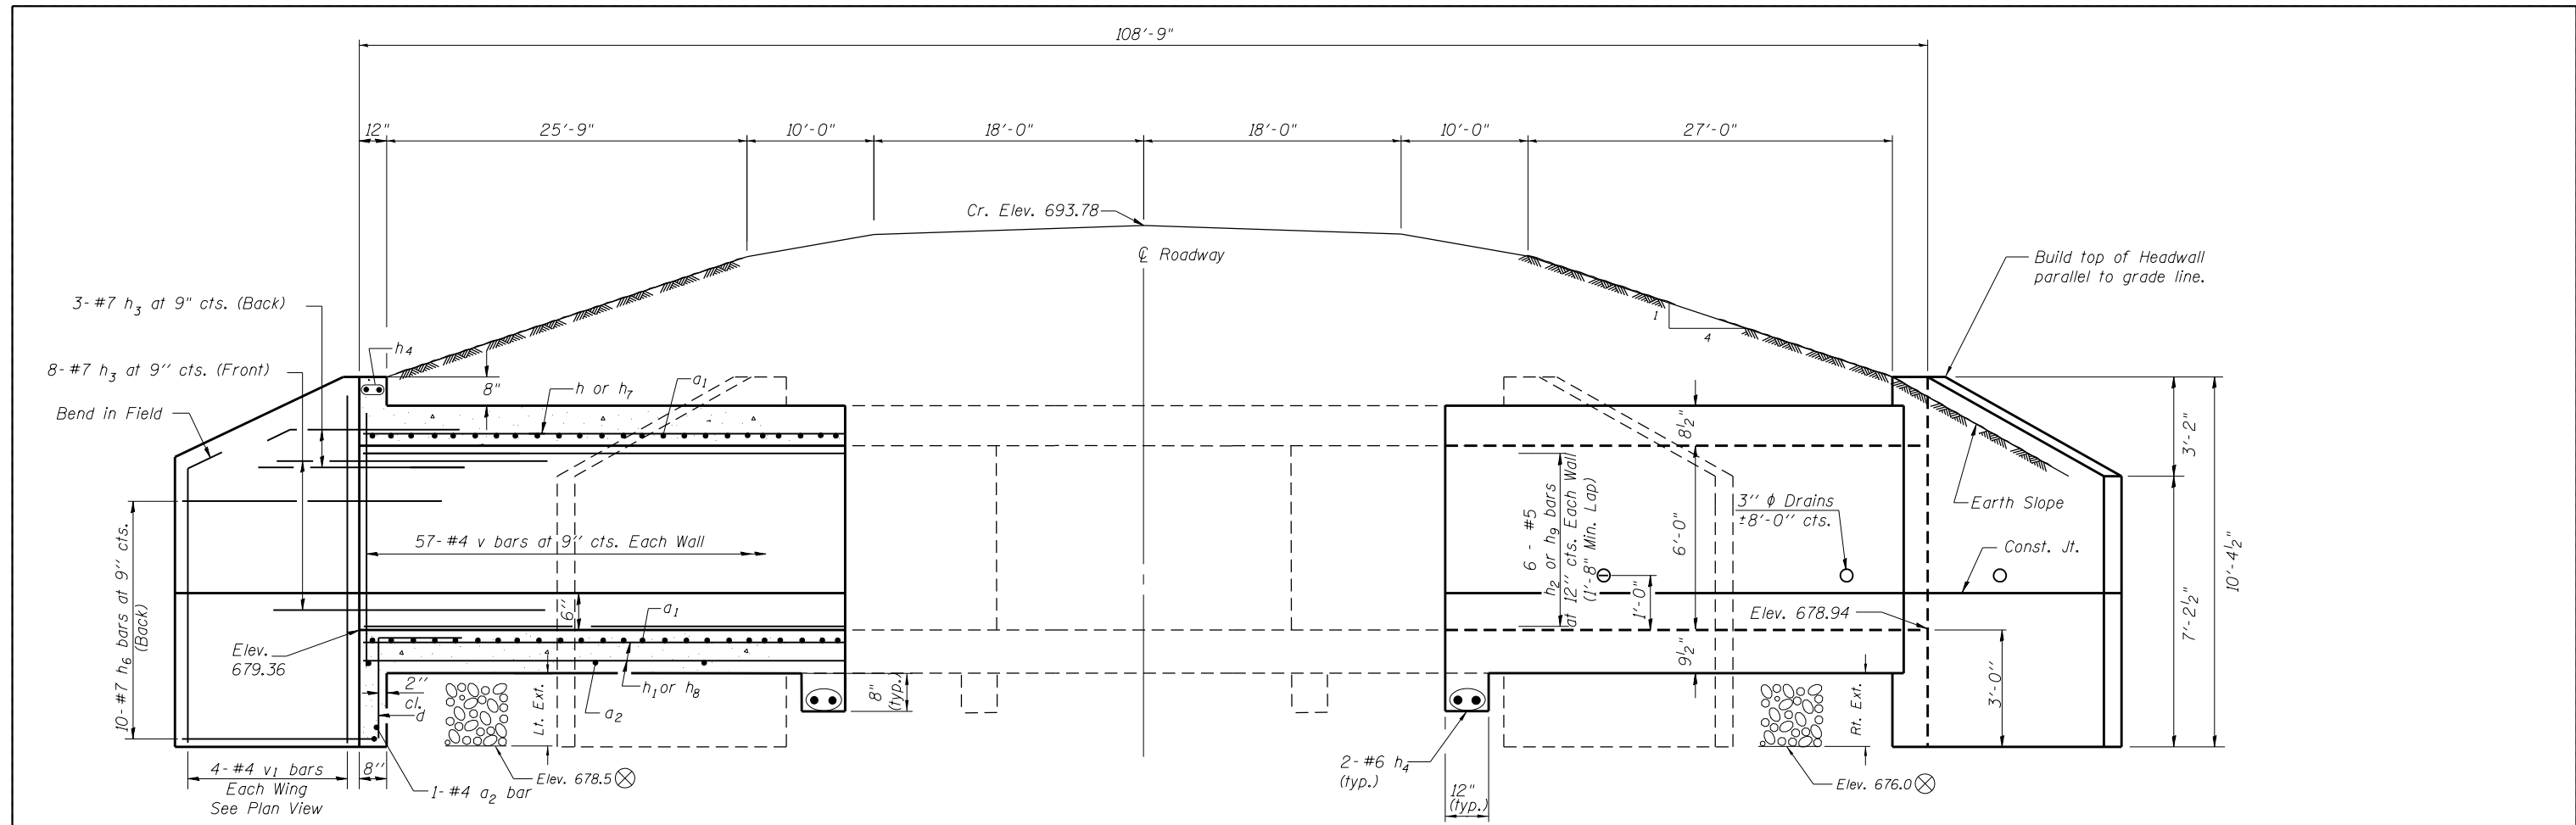 108'-9"
12"
25'-9"
10'-0"
18'-0"
18'-0"
10'-0"
27'-0"
Cr. Elev. 693.78
℄ Roadway
Build top of Headwall
parallel to grade line.
3-#7 h3 at 9" cts. (Back)
1
4
h4
8-#7 h3 at 9'' cts. (Front)
8"
h or h7
a1
Bend in Field
8½"
3'-2"
6 - #5
h2 or h9 bars
at 12'' cts. Each Wall
(1'-8" Min. Lap)
3'' ϕ Drains
±8'-0'' cts.
Earth Slope
6'-0"
57-#4 v bars at 9'' cts. Each Wall
Const. Jt.
10-#7 h6 bars at 9'' cts.
(Back)
10'-4½"
6''
a1
1'-0"
Elev. 678.94
7'-2½"
Elev.
679.36
9½"
3'-0''
2''
cl.
d
h1 or h8
a2
Lt. Ext.
8"
(typ.)
Rt. Ext.
4-#4 v1 bars
Each Wing
See Plan View
8''
1-#4 a2 bar
Elev. 678.5
2-#6 h4
(typ.)
12"
(typ.)
Elev. 676.0